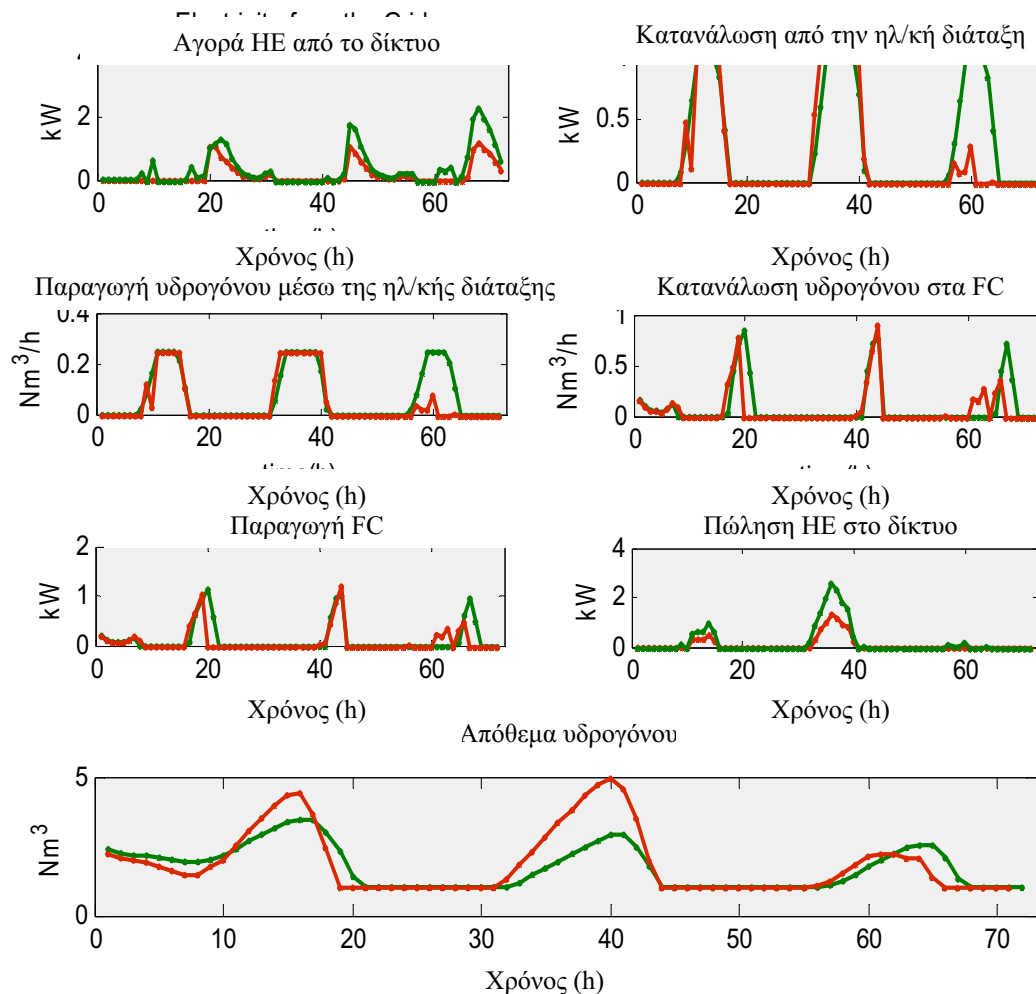 Αγορά ΗΕ από το δίκτυο
kW
2
0
0 20 40 60
Χρόνος (h)
Κατανάλωση από την ηλ/κή διάταξη
kW
0.5
0
0 20 40 60
Χρόνος (h)
Παραγωγή υδρογόνου μέσω της ηλ/κής διάταξης
Nm³/h
0.4
0.2
0
0 20 40 60
Χρόνος (h)
Κατανάλωση υδρογόνου στα FC
Nm³/h
1
0.5
0
0 20 40 60
Χρόνος (h)
Παραγωγή FC
kW
2
1
0
0 20 40 60
Χρόνος (h)
Πώληση ΗΕ στο δίκτυο
kW
4
2
0
0 20 40 60
Χρόνος (h)
Απόθεμα υδρογόνου
Nm³
5
0
0 10 20 30 40 50 60 70
Χρόνος (h)